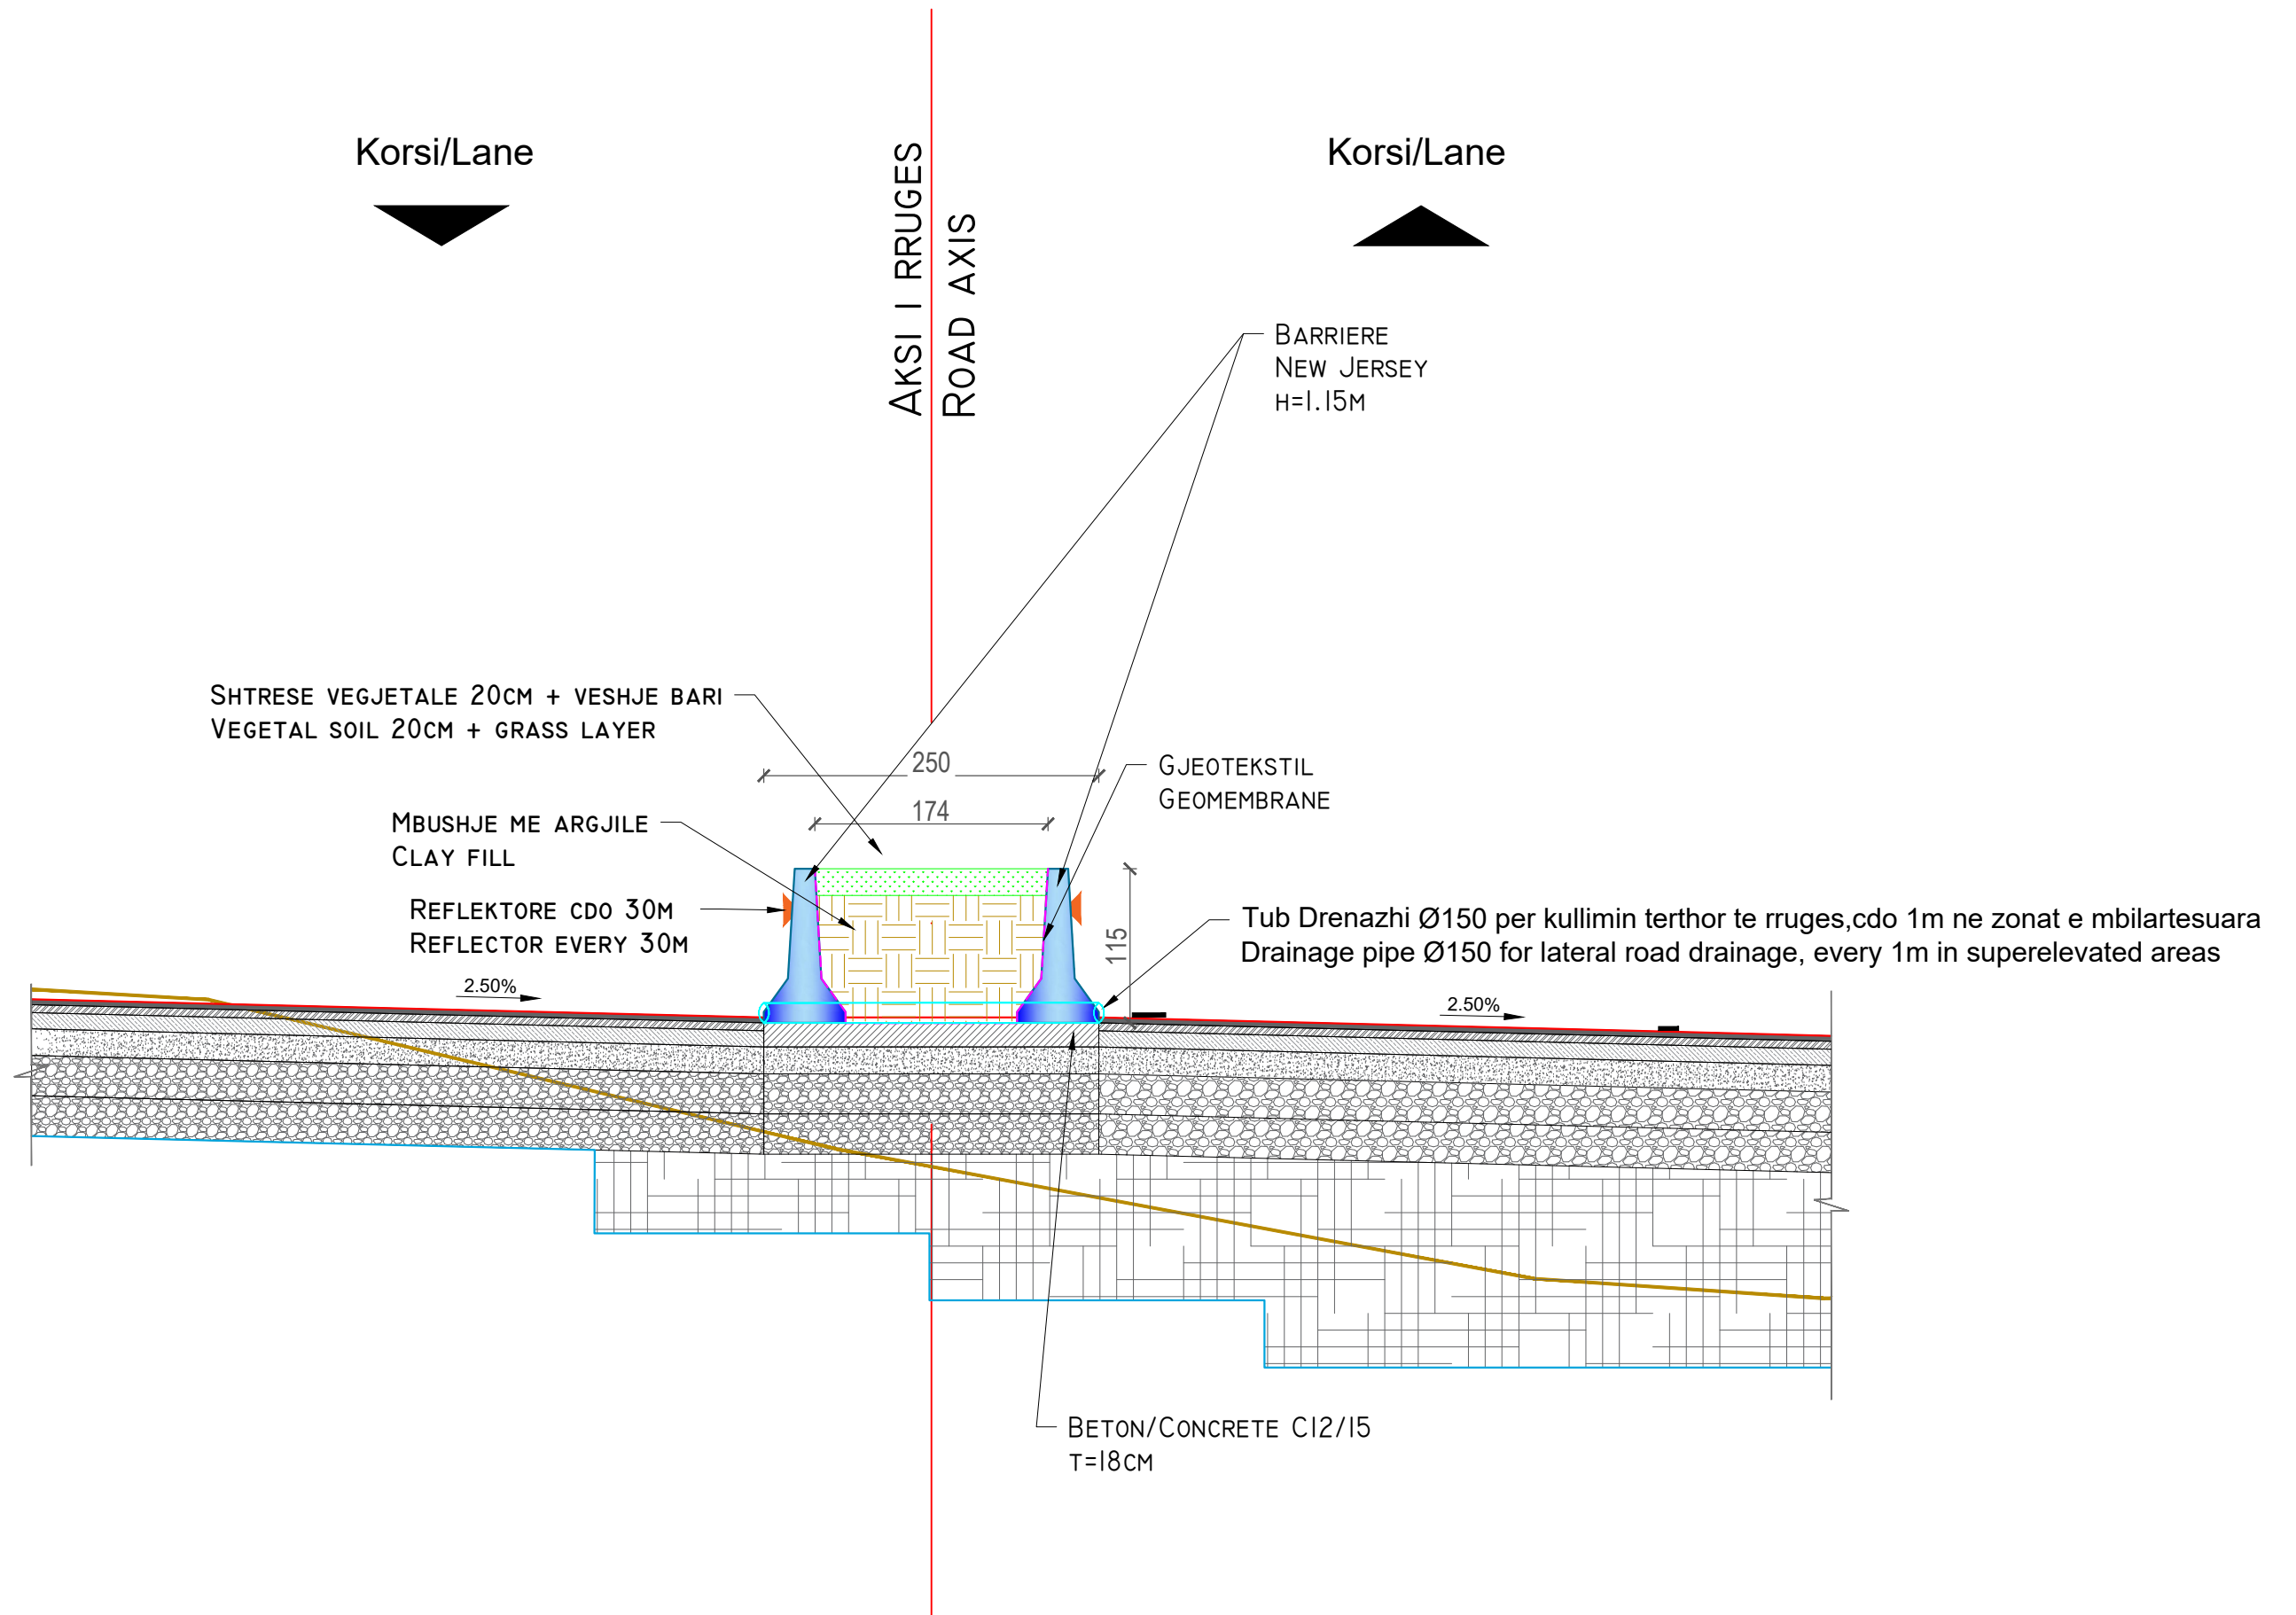 Korsi/Lane
Korsi/Lane
AKSI I RRUGES
ROAD AXIS
BARRIERE
NEW JERSEY
H=1.15M
SHTRESE VEGJETALE 20CM + VESHJE BARI
VEGETAL SOIL 20CM + GRASS LAYER
250
GJEOTEKSTIL
GEOMEMBRANE
174
MBUSHJE ME ARGJILE
CLAY FILL
REFLEKTORE CDO 30M
REFLECTOR EVERY 30M
115
Tub Drenazhi Ø150 per kullimin terthor te rruges,cdo 1m ne zonat e mbilartesuara
Drainage pipe Ø150 for lateral road drainage, every 1m in superelevated areas
2.50%
2.50%
BETON/CONCRETE C12/15
T=18CM